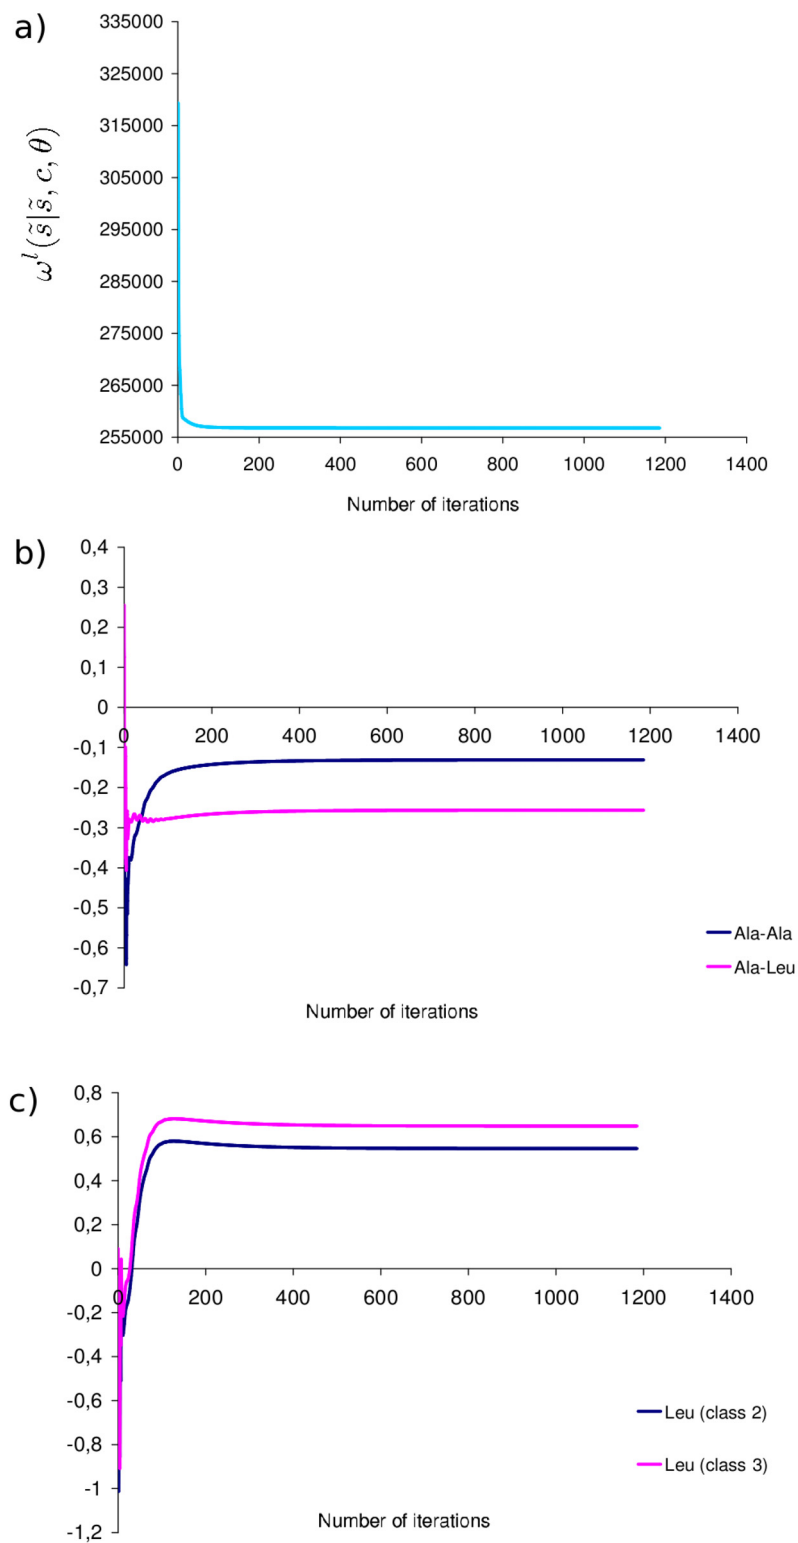 a)
335000
325000
315000
305000
295000
285000
275000
265000
255000
ω^l(s̃|s̃, c, θ)
0 200 400 600 800 1000 1200 1400
Number of iterations
b)
0,4
0,3
0,2
0,1
0
-0,1
-0,2
-0,3
-0,4
-0,5
-0,6
-0,7
0 200 400 600 800 1000 1200 1400
Ala-Ala
Ala-Leu
Number of iterations
c)
0,8
0,6
0,4
0,2
0
-0,2
-0,4
-0,6
-0,8
-1
-1,2
0 200 400 600 800 1000 1200 1400
Leu (class 2)
Leu (class 3)
Number of iterations